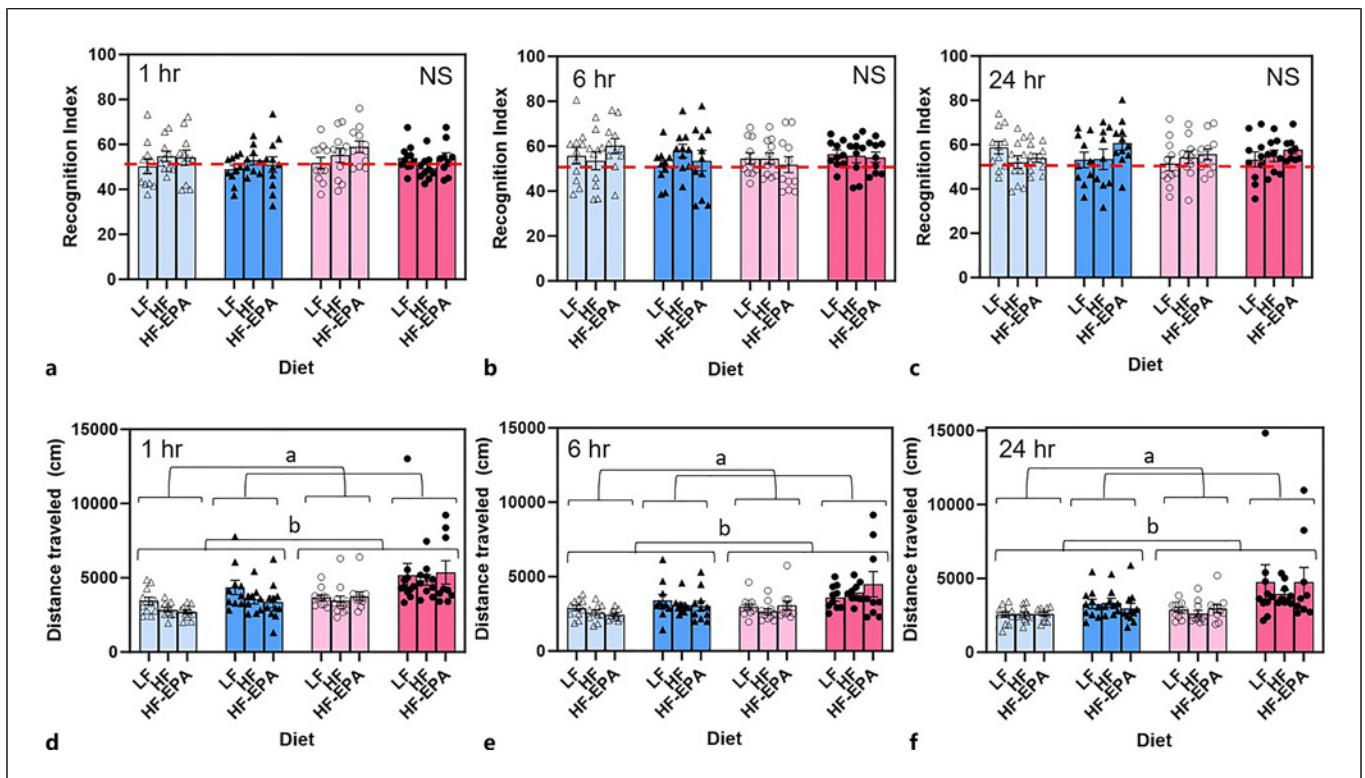 100
80
60
40
20
0
Recognition Index
1 hr
NS
LF
HF
HF-EPA
LF
HF
HF-EPA
LF
HF
HF-EPA
LF
HF
HF-EPA
Diet
a
100
80
60
40
20
0
Recognition Index
6 hr
NS
LF
HF
HF-EPA
LF
HF
HF-EPA
LF
HF
HF-EPA
LF
HF
HF-EPA
Diet
b
100
80
60
40
20
0
Recognition Index
24 hr
NS
LF
HF
HF-EPA
LF
HF
HF-EPA
LF
HF
HF-EPA
LF
HF
HF-EPA
Diet
c
15000
10000
5000
0
Distance traveled (cm)
1 hr
a
b
LF
HF
HF-EPA
LF
HF
HF-EPA
LF
HF
HF-EPA
LF
HF
HF-EPA
Diet
d
15000
10000
5000
0
Distance traveled (cm)
6 hr
a
b
LF
HF
HF-EPA
LF
HF
HF-EPA
LF
HF
HF-EPA
LF
HF
HF-EPA
Diet
e
15000
10000
5000
0
Distance traveled (cm)
24 hr
a
b
LF
HF
HF-EPA
LF
HF
HF-EPA
LF
HF
HF-EPA
LF
HF
HF-EPA
Diet
f